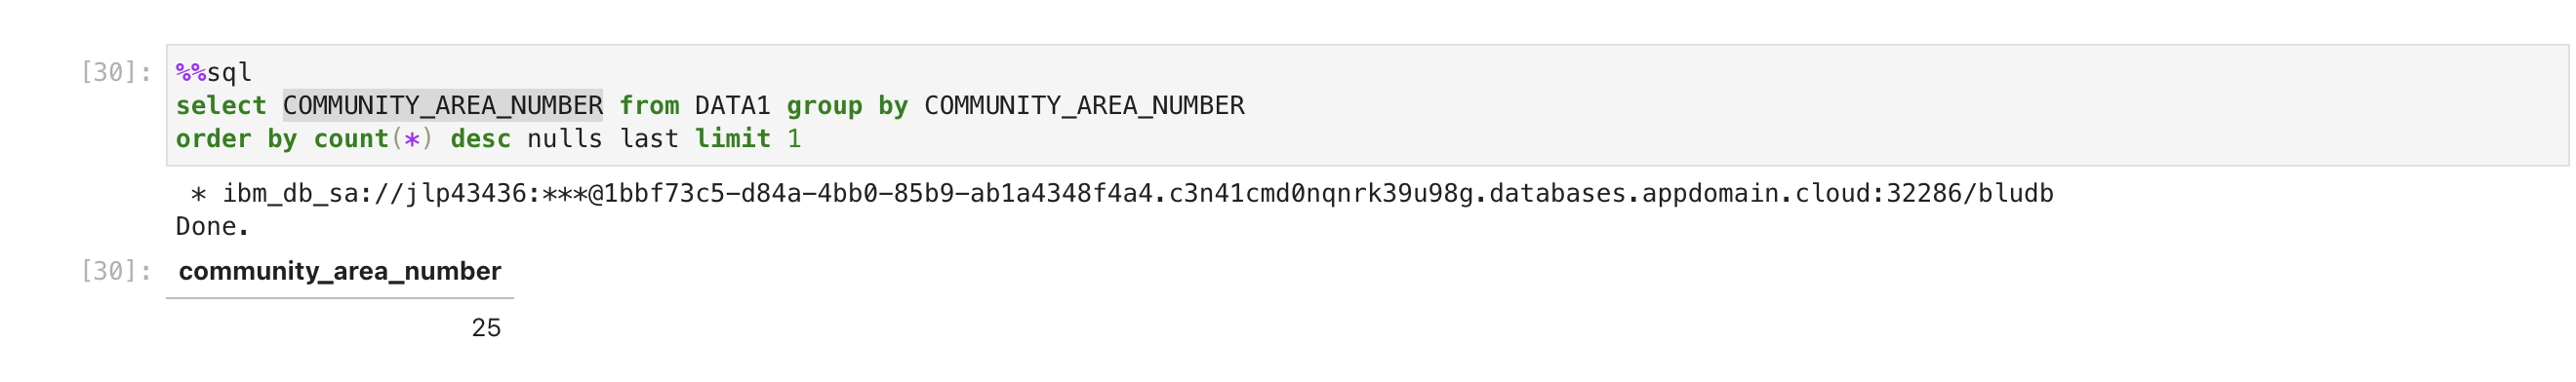 [30]: %%sql
select COMMUNITY_AREA_NUMBER from DATA1 group by COMMUNITY_AREA_NUMBER
order by count(*) desc nulls last limit 1
* ibm_db_sa://jlp43436:***@1bbf73c5-d84a-4bb0-85b9-ab1a4348f4a4.c3n41cmd0nqnrk39u98g.databases.appdomain.cloud:32286/bludb
Done.
[30]: community_area_number
25